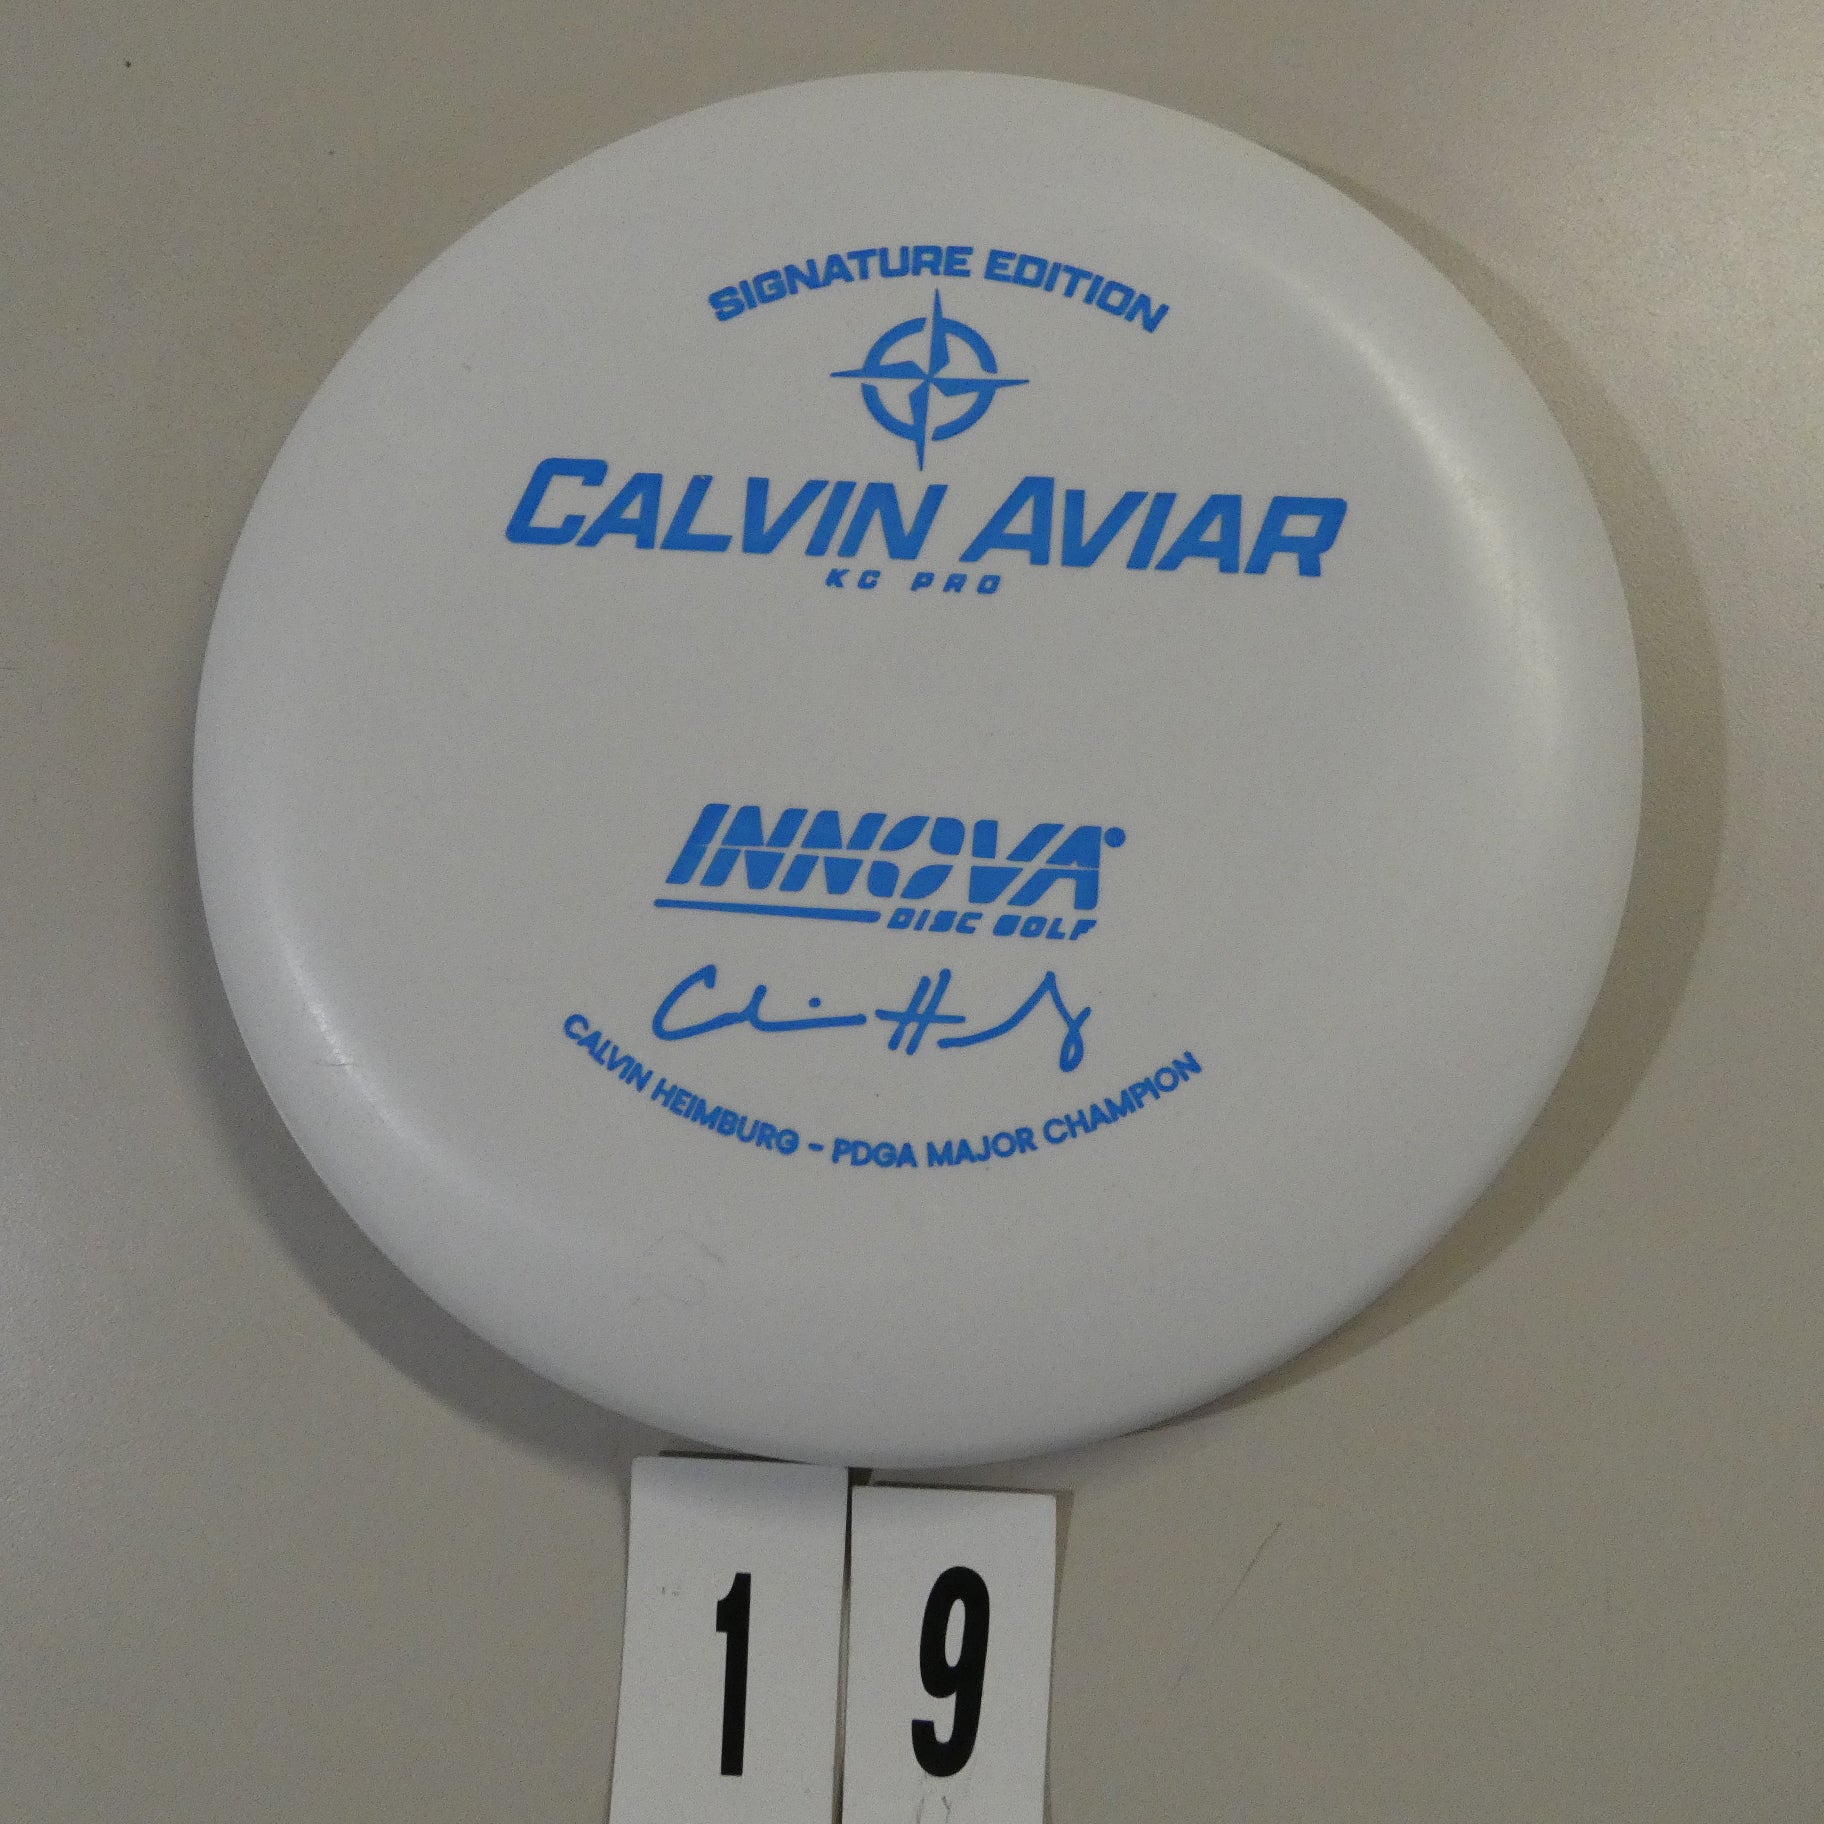 SIGNATURE EDITION
CALVIN AVIAR
KC PRO
INNOVA
DISC GOLF
CALVIN HEIMBURG - PDGA MAJOR CHAMPION
1 9